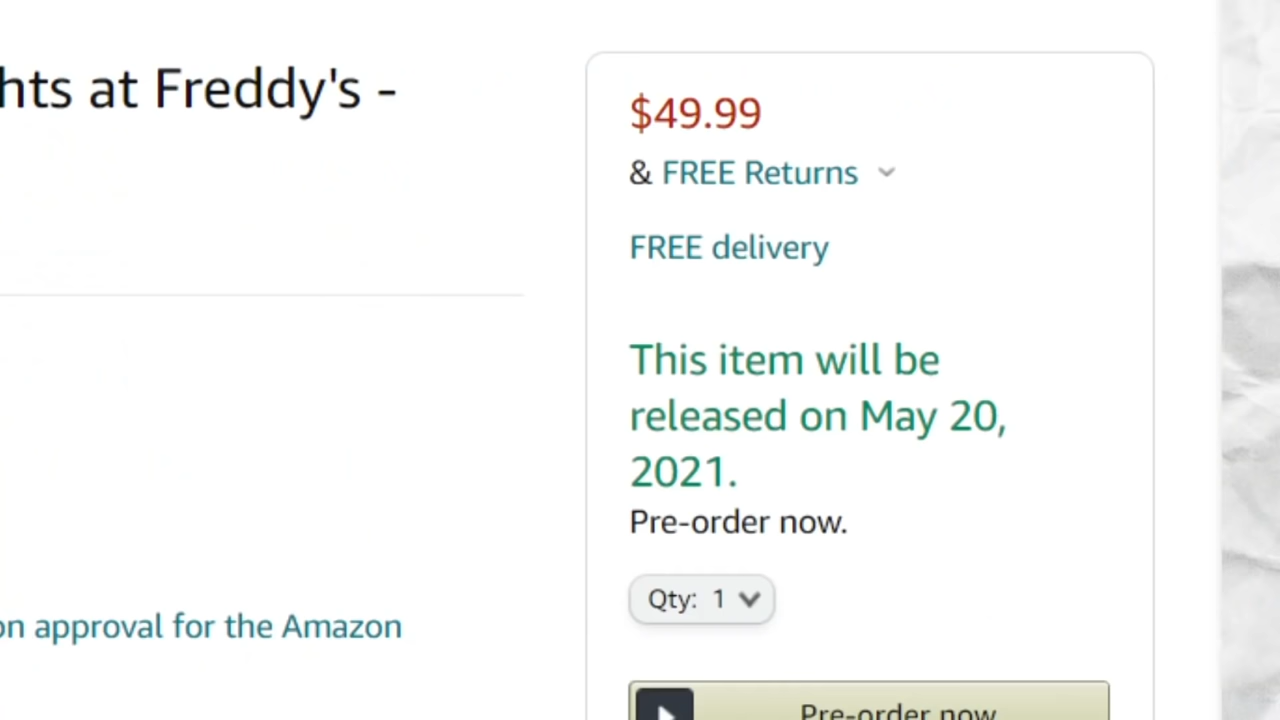 hts at Freddy's -
$49.99
& FREE Returns
FREE delivery
This item will be
released on May 20,
2021.
Pre-order now.
Qty: 1
on approval for the Amazon
Pre-order now